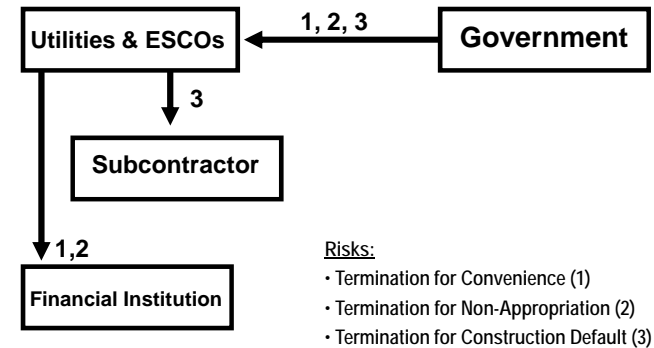 Utilities & ESCOs
1, 2, 3
Government
3
Subcontractor
1,2
Financial Institution
Risks:
• Termination for Convenience (1)
• Termination for Non-Appropriation (2)
• Termination for Construction Default (3)